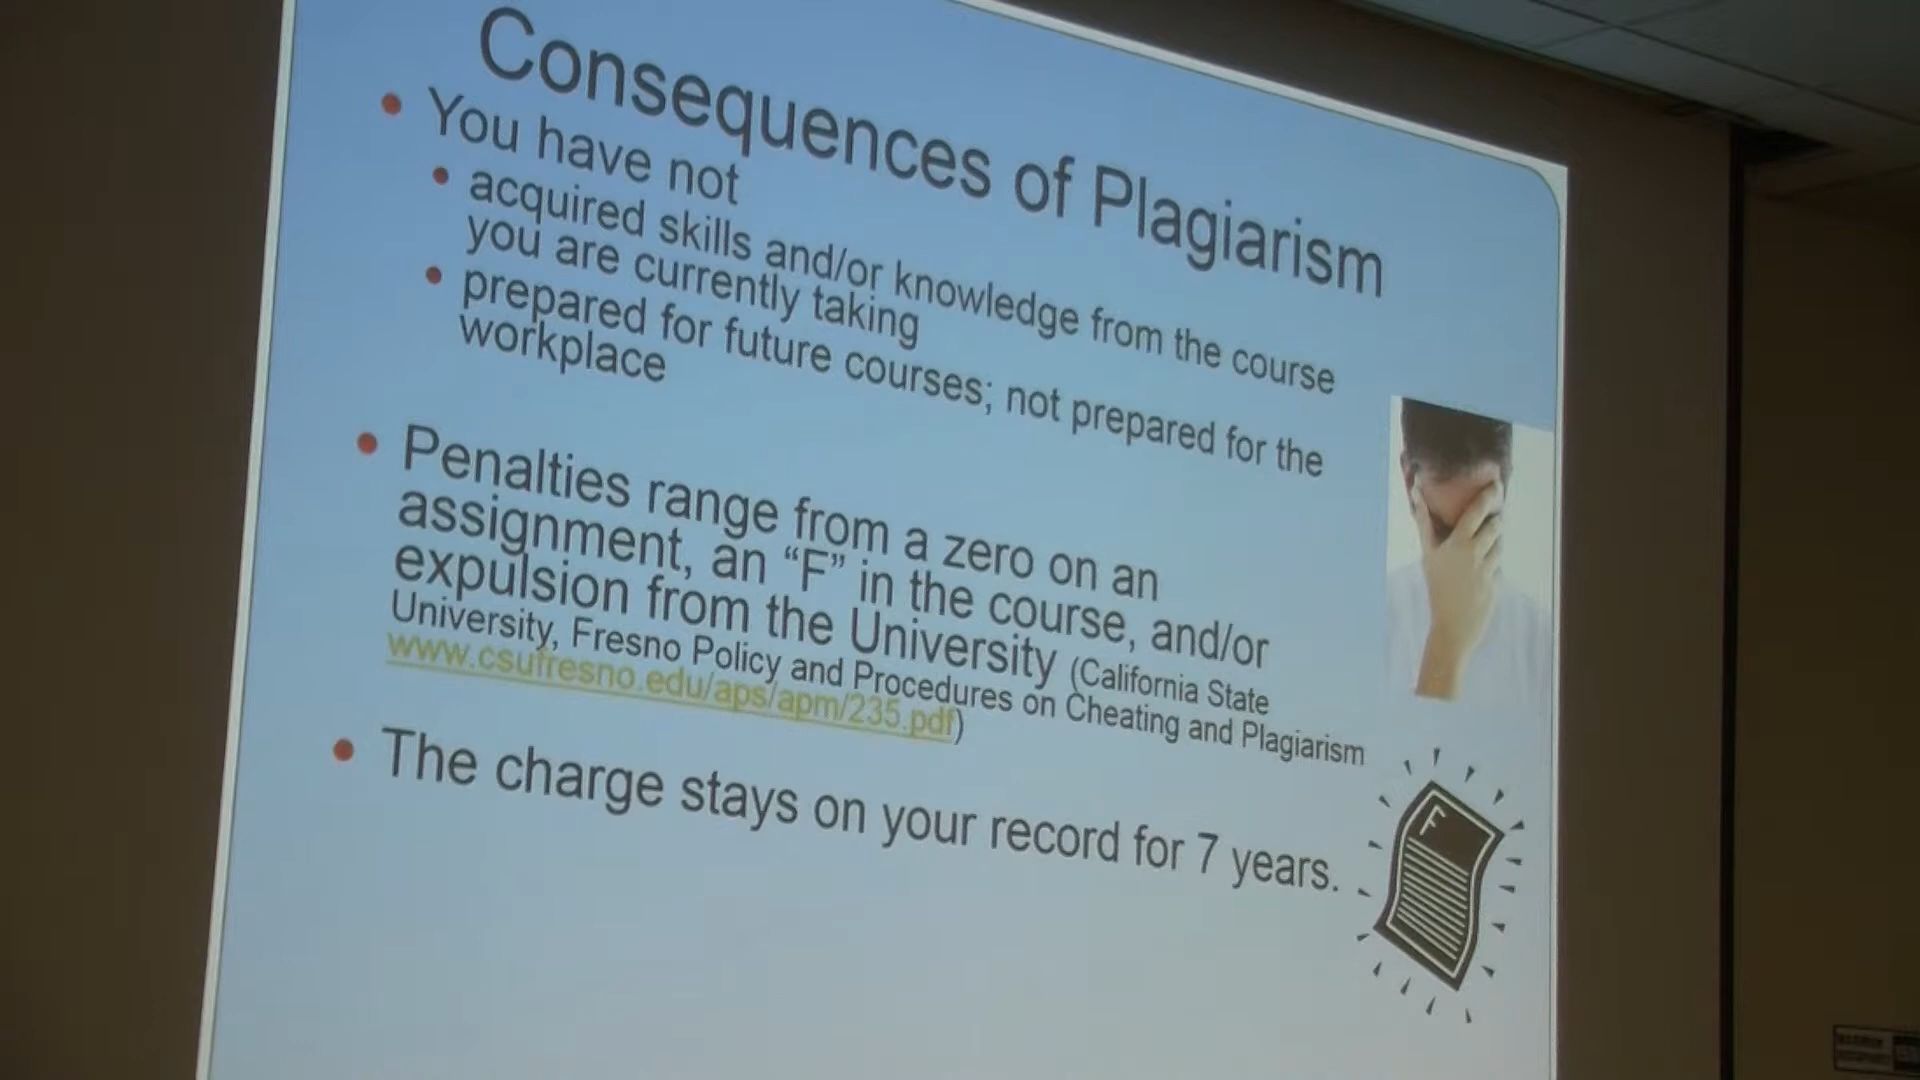 Consequences of Plagiarism
• You have not
• acquired skills and/or knowledge from the course
you are currently taking
• prepared for future courses; not prepared for the
workplace
• Penalties range from a zero on an
assignment, an “F” in the course, and/or
expulsion from the University (California State
University, Fresno Policy and Procedures on Cheating and Plagiarism
www.csufresno.edu/aps/apm/235.pdf)
• The charge stays on your record for 7 years.
F